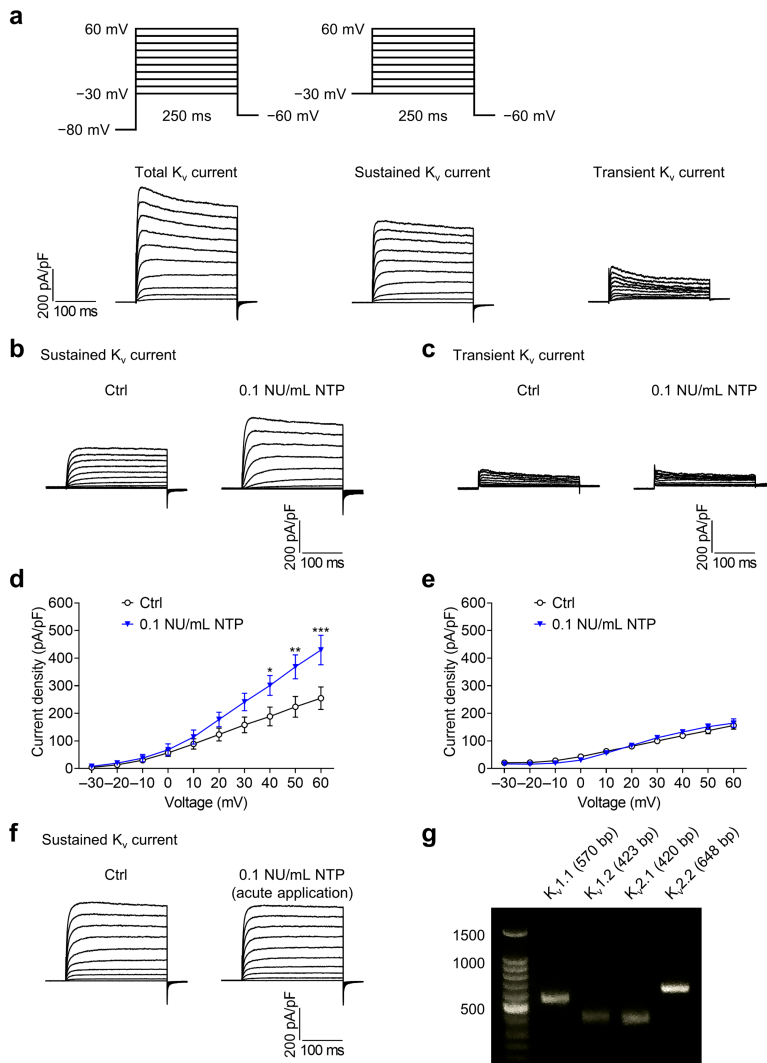 a
60 mV
−30 mV
−80 mV
250 ms
−60 mV
60 mV
−30 mV
250 ms
−60 mV
Total Kv current
Sustained Kv current
Transient Kv current
200 pA/pF
100 ms
b
Sustained Kv current
Ctrl
0.1 NU/mL NTP
200 pA/pF
100 ms
c
Transient Kv current
Ctrl
0.1 NU/mL NTP
200 pA/pF
100 ms
d
Ctrl
0.1 NU/mL NTP
Current density (pA/pF)
600
500
400
300
200
100
0
* ** ***
−30 −20 −10 0 10 20 30 40 50 60
Voltage (mV)
e
Ctrl
0.1 NU/mL NTP
Current density (pA/pF)
600
500
400
300
200
100
0
−30 −20 −10 0 10 20 30 40 50 60
Voltage (mV)
f
Sustained Kv current
Ctrl
0.1 NU/mL NTP
(acute application)
200 pA/pF
100 ms
g
Kv1.1 (570 bp)
Kv1.2 (423 bp)
Kv2.1 (420 bp)
Kv2.2 (648 bp)
1500
1000
500